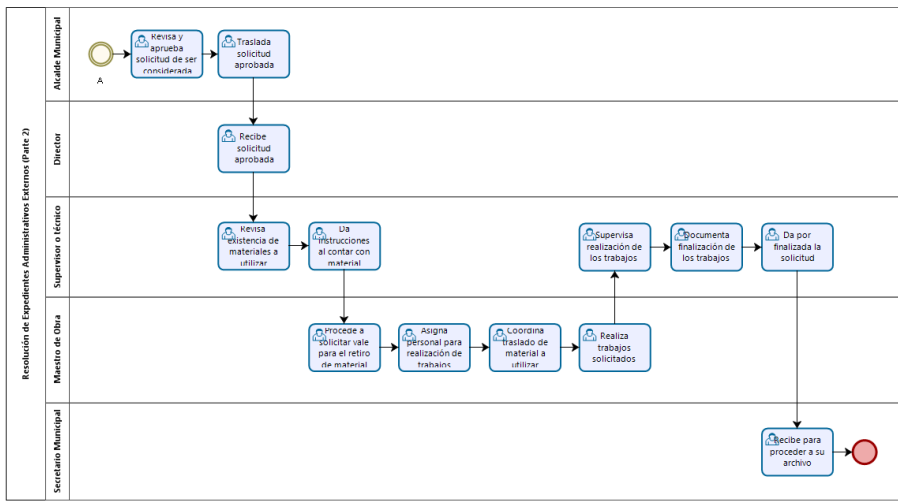 Resolución de Expedientes Administrativos Externos (Parte 2)
Alcalde Municipal
A
Revisa y
aprueba
solicitud de ser
considerada
Traslada
solicitud
aprobada
Director
Recibe
solicitud
aprobada
Supervisor o técnico
Revisa
existencia de
materiales a
utilizar
Da
instrucciones
al contar con
material
Supervisa
realización de
los trabajos
Documenta
finalización de
los trabajos
Da por
finalizada la
solicitud
Maestro de Obra
Procede a
solicitar vale
para el retiro
de material
Asigna
personal para
realización de
trabajos
Coordina
traslado de
material a
utilizar
Realiza
trabajos
solicitados
Secretario Municipal
Recibe para
proceder a su
archivo